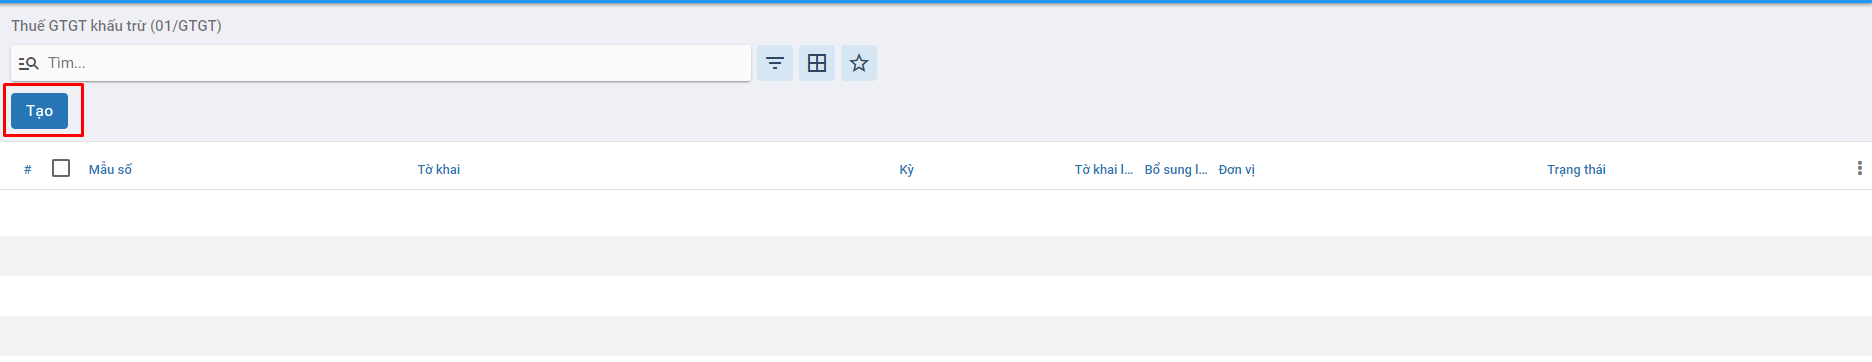 Thuế GTGT khấu trừ (01/GTGT)
Tìm...
Tạo
# Mẫu số Tờ khai Kỳ Tờ khai l... Bổ sung l... Đơn vị Trạng thái